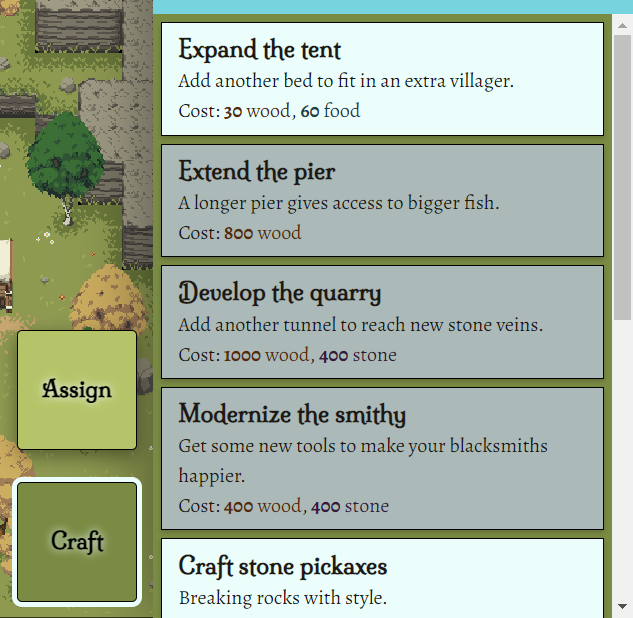 Expand the tent
Add another bed to fit in an extra villager.
Cost: 30 wood, 60 food
Extend the pier
A longer pier gives access to bigger fish.
Cost: 800 wood
Develop the quarry
Add another tunnel to reach new stone veins.
Cost: 1000 wood, 400 stone
Modernize the smithy
Get some new tools to make your blacksmiths
happier.
Cost: 400 wood, 400 stone
Craft stone pickaxes
Breaking rocks with style.
Assign
Craft